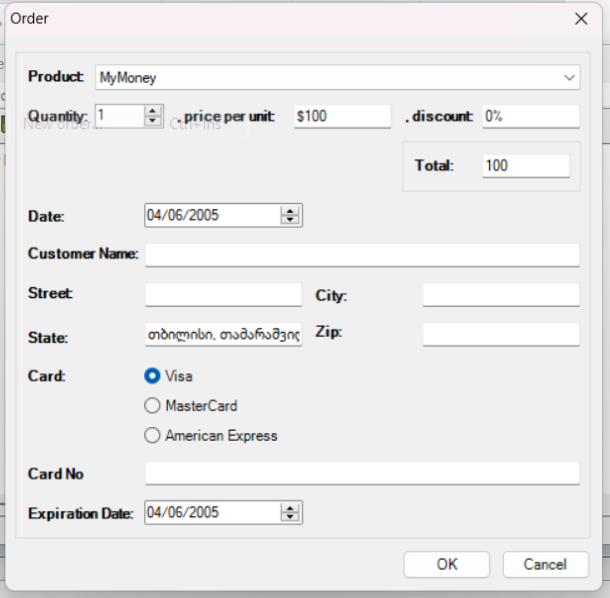 Order
Product: MyMoney
Quantity: 1 , price per unit: $100 , discount: 0%
New order... Ctrl+Ins
Total: 100
Date: 04/06/2005
Customer Name:
Street: City:
State: თბილისი, Zip:
Card: Visa
MasterCard
American Express
Card No
Expiration Date: 04/06/2005
OK Cancel